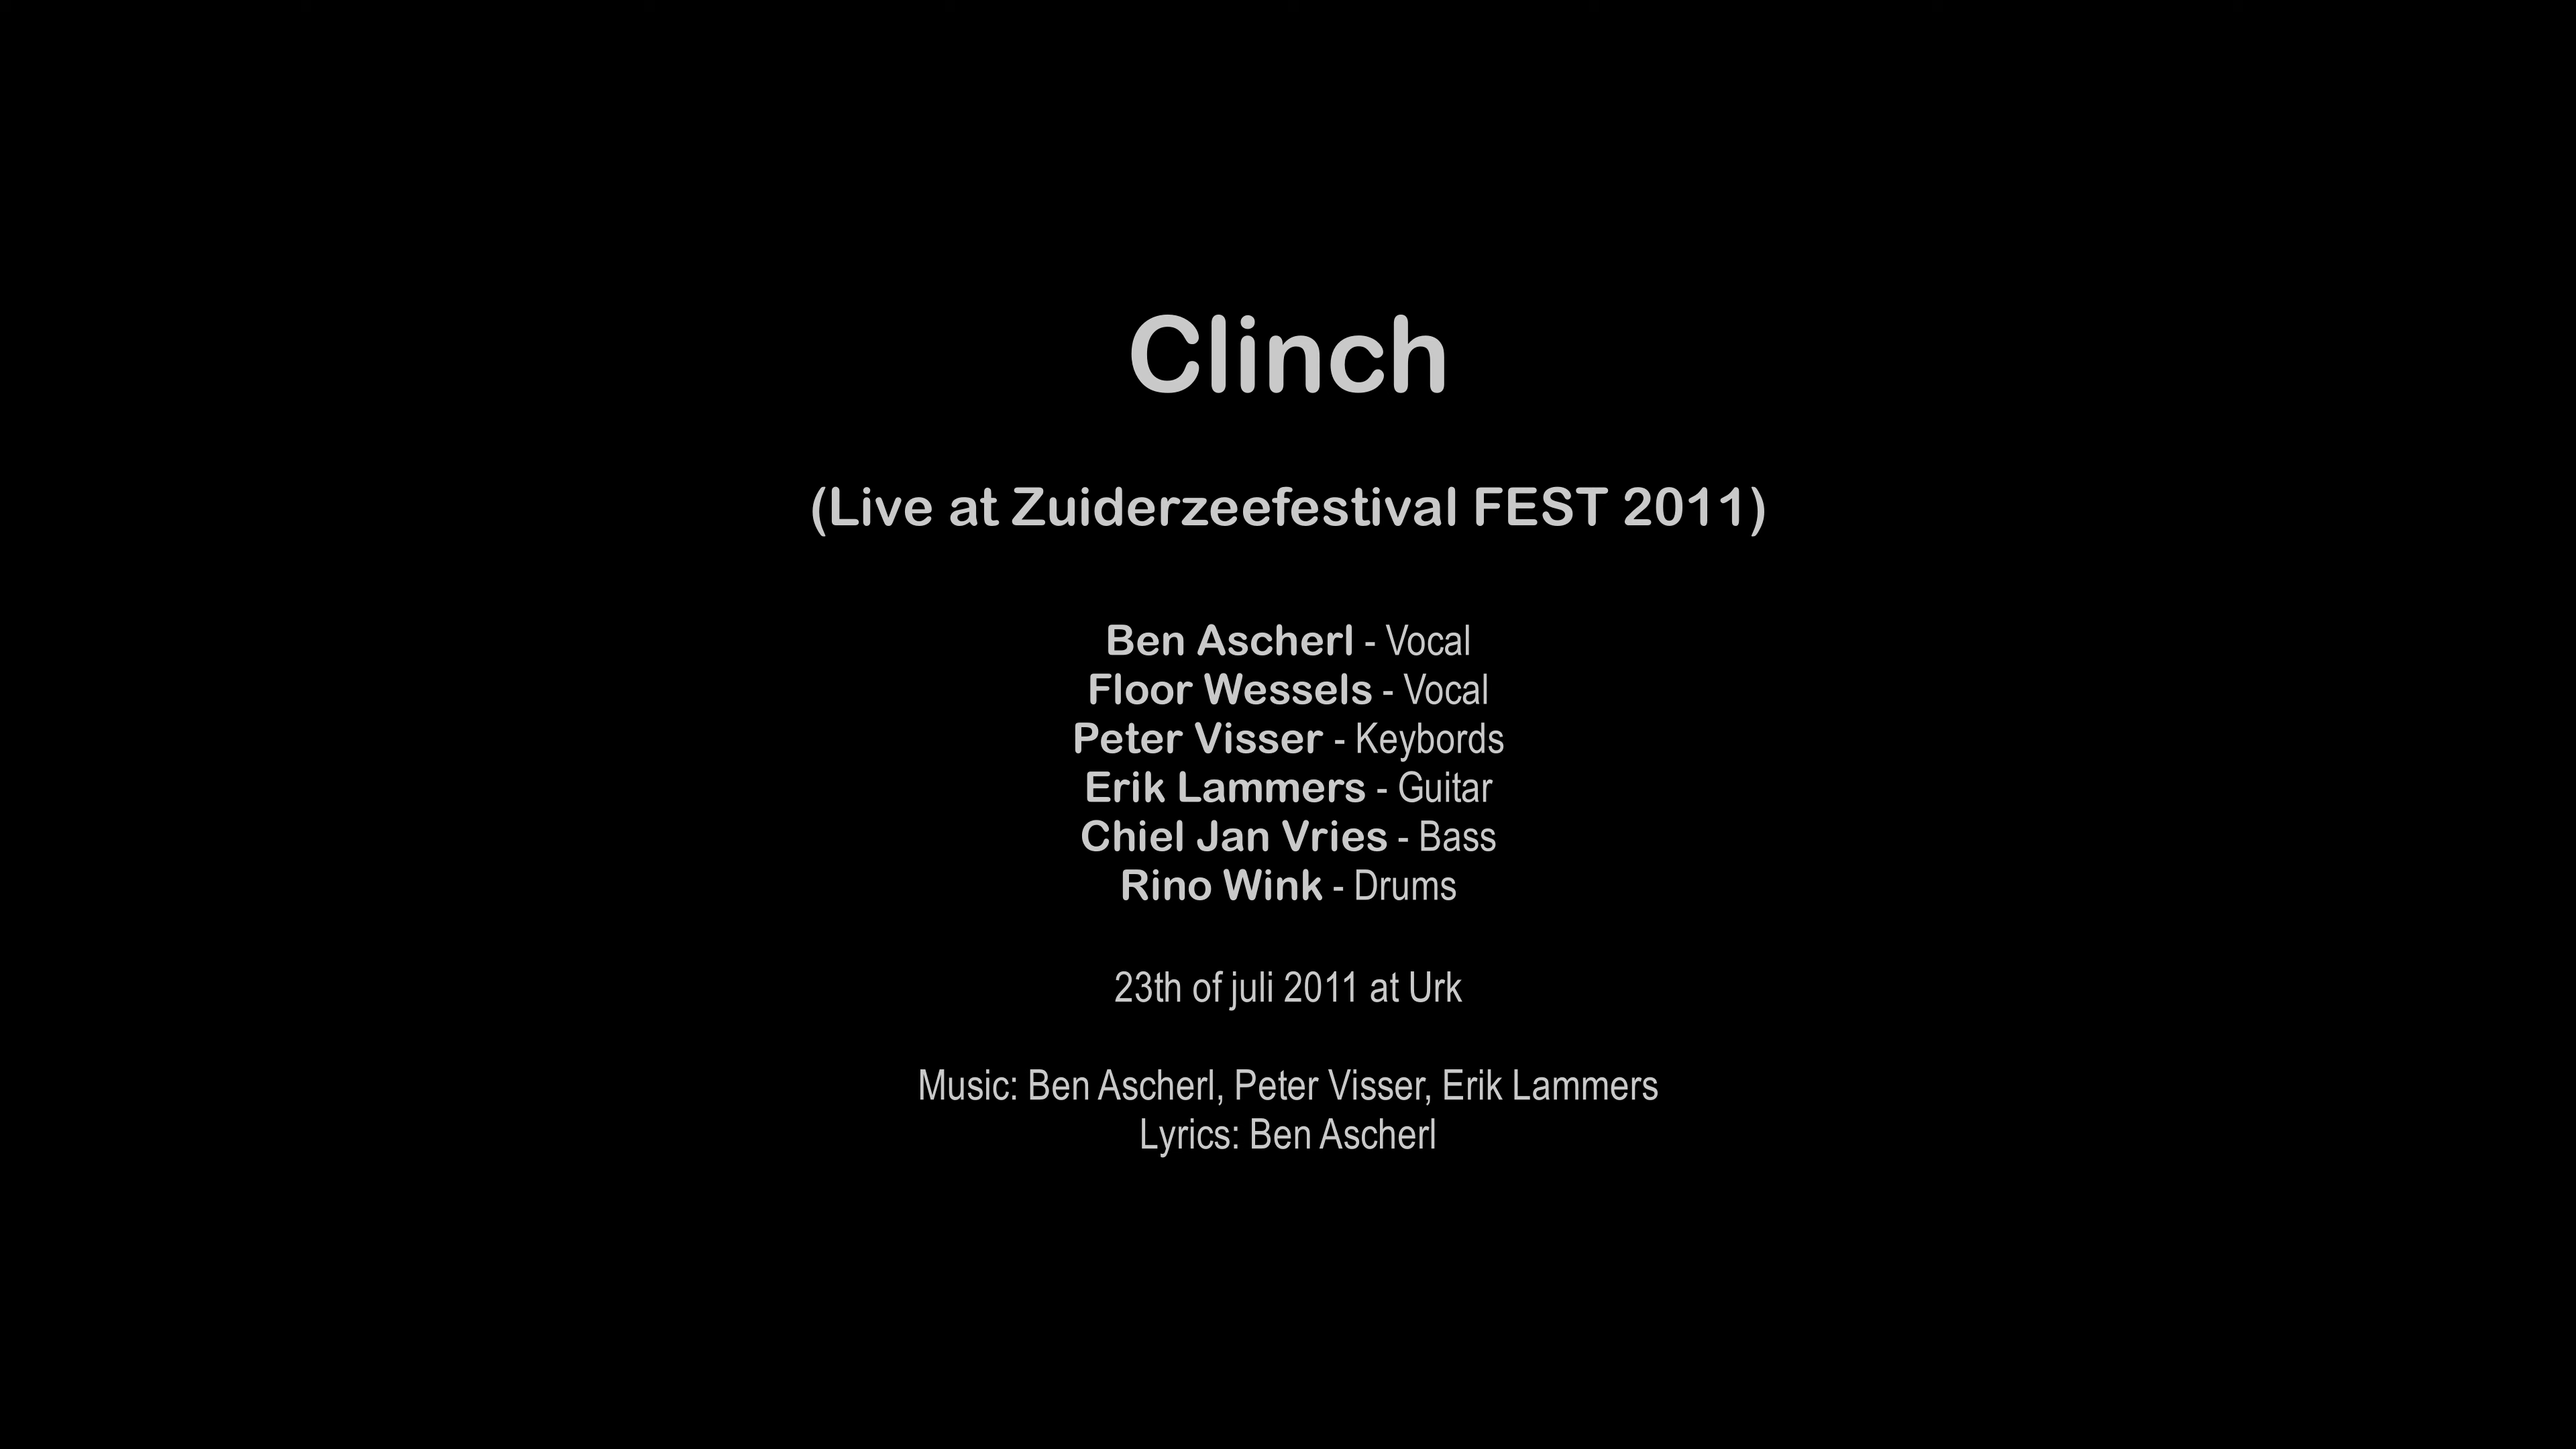 Clinch
(Live at Zuiderzeefestival FEST 2011)
Ben Ascherl - Vocal
Floor Wessels - Vocal
Peter Visser - Keybords
Erik Lammers - Guitar
Chiel Jan Vries - Bass
Rino Wink - Drums
23th of juli 2011 at Urk
Music: Ben Ascherl, Peter Visser, Erik Lammers
Lyrics: Ben Ascherl